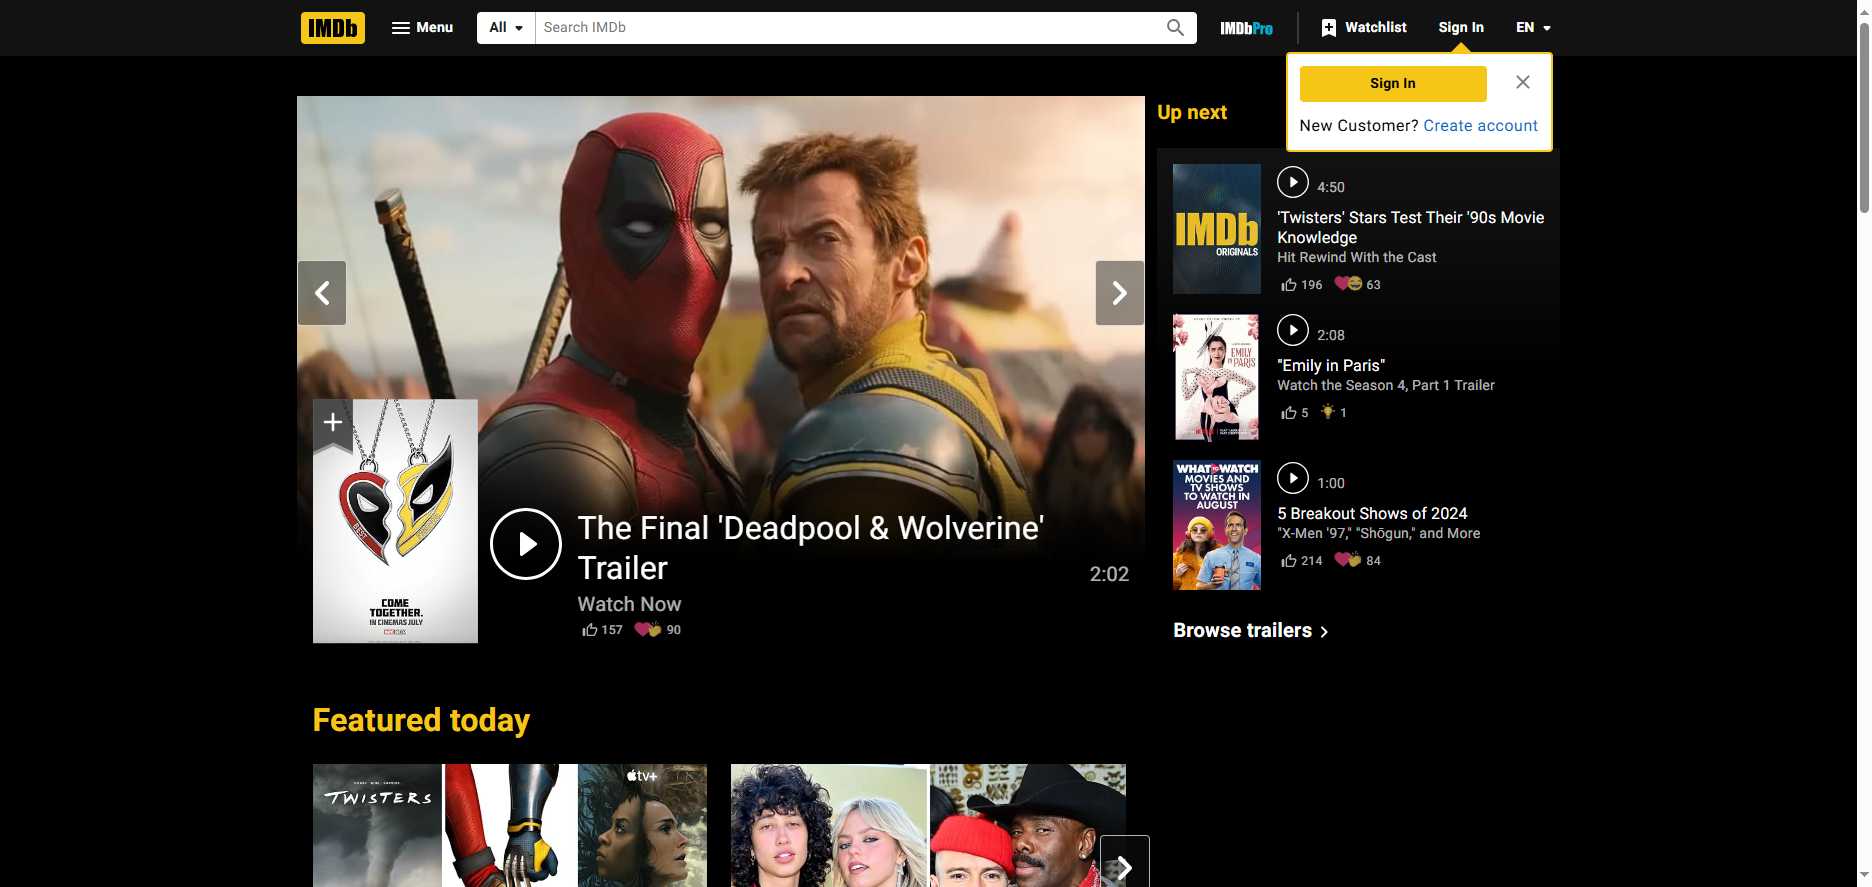 IMDb
Menu
All
Search IMDb
IMDbPro
Watchlist
Sign In
EN
Sign In
New Customer? Create account
Up next
IMDb
ORIGINALS
4:50
'Twisters' Stars Test Their '90s Movie
Knowledge
Hit Rewind With the Cast
196
63
EMILY
IN PARIS
2:08
"Emily in Paris"
Watch the Season 4, Part 1 Trailer
5
1
WHAT TO WATCH
MOVIES AND
TV SHOWS
TO WATCH IN
AUGUST
1:00
5 Breakout Shows of 2024
"X-Men '97," "Shōgun," and More
214
84
Browse trailers
BEST
COME
TOGETHER.
IN CINEMAS JULY
The Final 'Deadpool & Wolverine'
Trailer
2:02
Watch Now
157
90
Featured today
TWISTERS
tv+